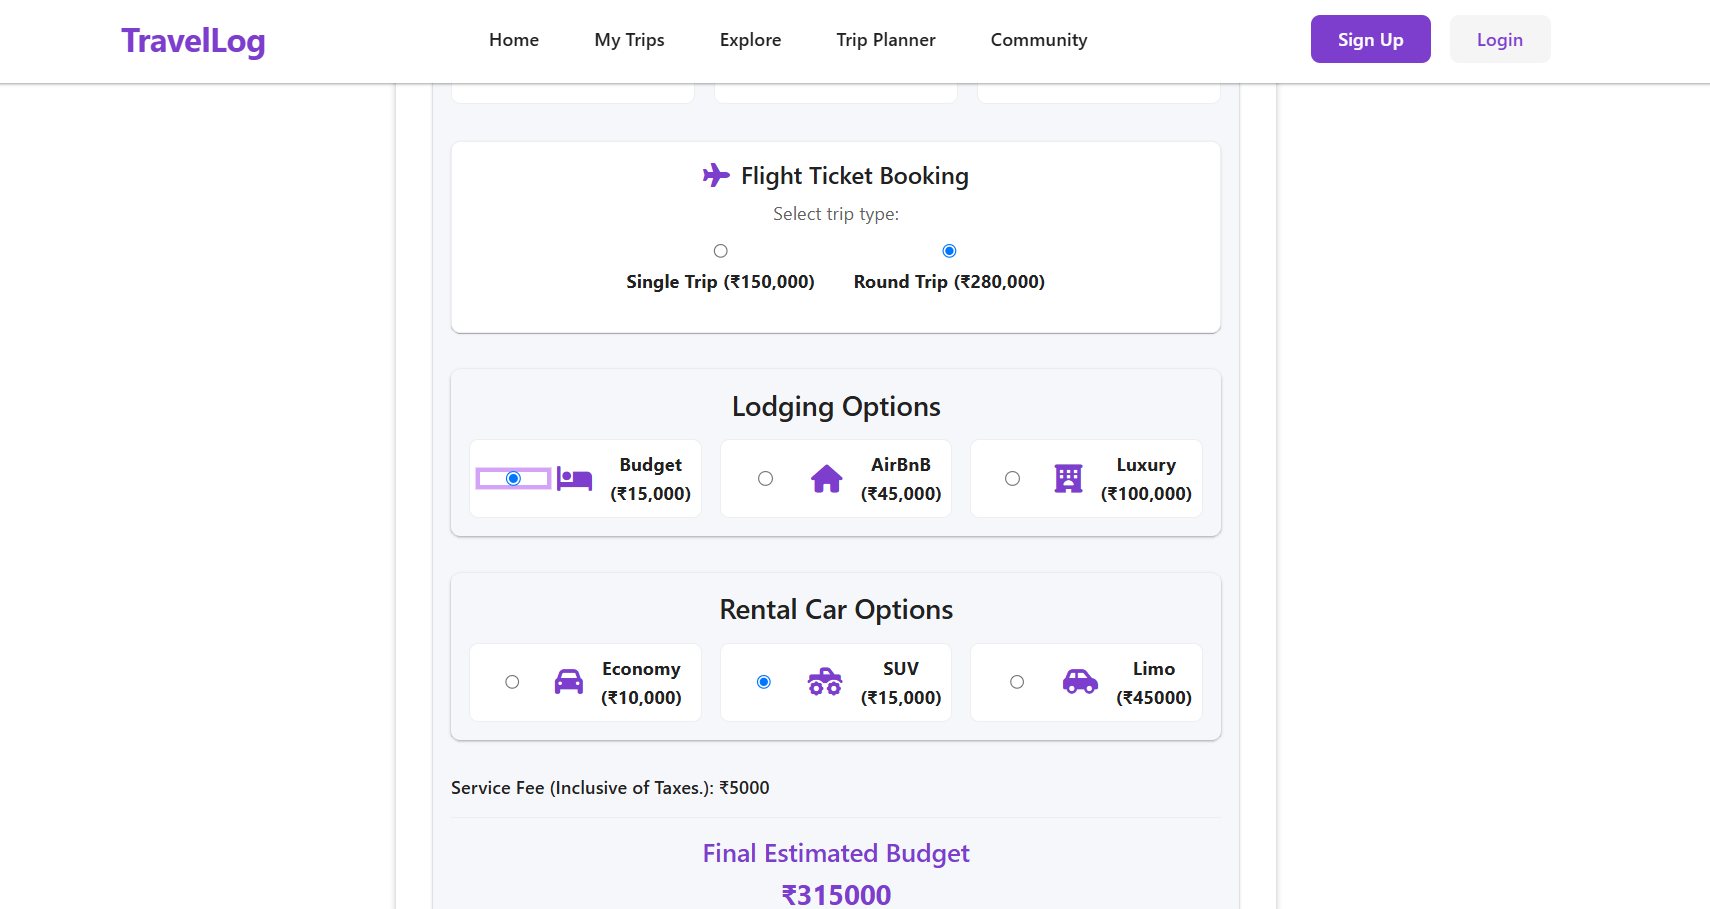 TravelLog
Home
My Trips
Explore
Trip Planner
Community
Sign Up
Login
Flight Ticket Booking
Select trip type:
Single Trip (₹150,000)
Round Trip (₹280,000)
Lodging Options
Budget
(₹15,000)
AirBnB
(₹45,000)
Luxury
(₹100,000)
Rental Car Options
Economy
(₹10,000)
SUV
(₹15,000)
Limo
(₹45000)
Service Fee (Inclusive of Taxes.): ₹5000
Final Estimated Budget
₹315000